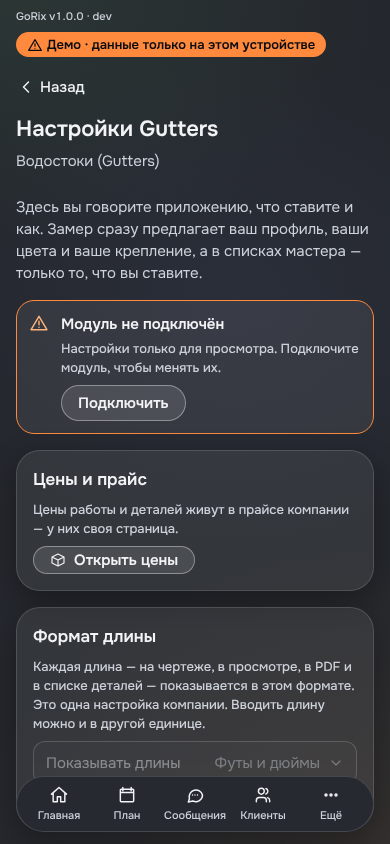 GoRix v1.0.0 · dev
Демо · данные только на этом устройстве
Назад
Настройки Gutters
Водостоки (Gutters)
Здесь вы говорите приложению, что ставите и
как. Замер сразу предлагает ваш профиль, ваши
цвета и ваше крепление, а в списках мастера —
только то, что вы ставите.
Модуль не подключён
Настройки только для просмотра. Подключите
модуль, чтобы менять их.
Подключить
Цены и прайс
Цены работы и деталей живут в прайсе компании
— у них своя страница.
Открыть цены
Формат длины
Каждая длина — на чертеже, в просмотре, в PDF и
в списке деталей — показывается в этом формате.
Это одна настройка компании. Вводить длину
можно и в другой единице.
Показывать длины Футы и дюймы
Главная План Сообщения Клиенты Ещё